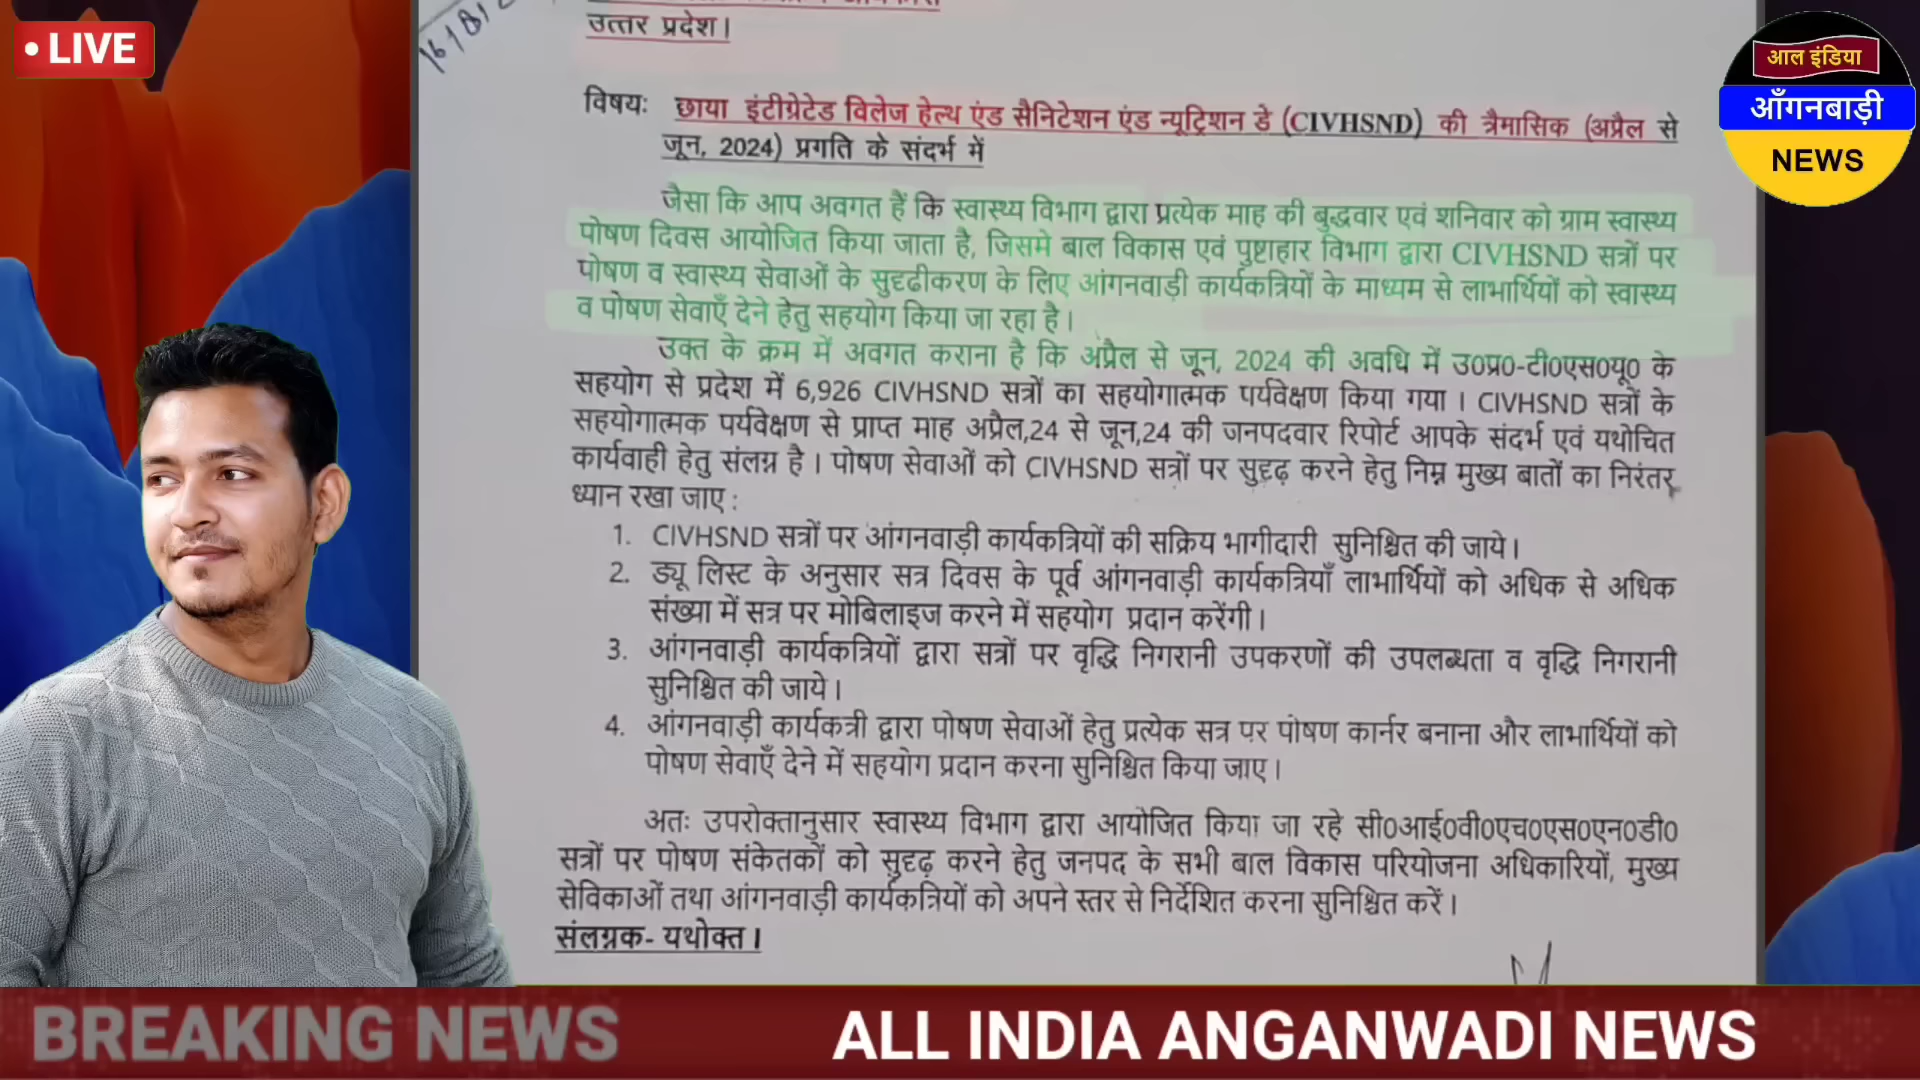 • LIVE
उत्तर प्रदेश।
विषयः छाया इंटीग्रेटेड विलेज हेल्थ एंड सैनिटेशन एंड न्यूट्रिशन डे (CIVHSND) की त्रैमासिक (अप्रैल से
जून, 2024) प्रगति के संदर्भ में
जैसा कि आप अवगत हैं कि स्वास्थ्य विभाग द्वारा प्रत्येक माह की बुद्धवार एवं शनिवार को ग्राम स्वास्थ्य
पोषण दिवस आयोजित किया जाता है, जिसमे बाल विकास एवं पुष्टाहार विभाग द्वारा CIVHSND सत्रों पर
पोषण व स्वास्थ्य सेवाओं के सुदृढीकरण के लिए आंगनवाड़ी कार्यकत्रियों के माध्यम से लाभार्थियों को स्वास्थ्य
व पोषण सेवाएँ देने हेतु सहयोग किया जा रहा है।
उक्त के क्रम में अवगत कराना है कि अप्रैल से जून, 2024 की अवधि में उ0प्र0-टी0एस0यू0 के
सहयोग से प्रदेश में 6,926 CIVHSND सत्रों का सहयोगात्मक पर्यवेक्षण किया गया। CIVHSND सत्रों के
सहयोगात्मक पर्यवेक्षण से प्राप्त माह अप्रैल,24 से जून,24 की जनपदवार रिपोर्ट आपके संदर्भ एवं यथोचित
कार्यवाही हेतु संलग्न है। पोषण सेवाओं को CIVHSND सत्रों पर सुदृढ़ करने हेतु निम्न मुख्य बातों का निरंतर
ध्यान रखा जाए :
1. CIVHSND सत्रों पर आंगनवाड़ी कार्यकत्रियों की सक्रिय भागीदारी सुनिश्चित की जाये।
2. ड्यू लिस्ट के अनुसार सत्र दिवस के पूर्व आंगनवाड़ी कार्यकत्रियाँ लाभार्थियों को अधिक से अधिक
संख्या में सत्र पर मोबिलाइज करने में सहयोग प्रदान करेंगी।
3. आंगनवाड़ी कार्यकत्रियों द्वारा सत्रों पर वृद्धि निगरानी उपकरणों की उपलब्धता व वृद्धि निगरानी
सुनिश्चित की जाये।
4. आंगनवाड़ी कार्यकत्री द्वारा पोषण सेवाओं हेतु प्रत्येक सत्र पर पोषण कार्नर बनाना और लाभार्थियों को
पोषण सेवाएँ देने में सहयोग प्रदान करना सुनिश्चित किया जाए।
अतः उपरोक्तानुसार स्वास्थ्य विभाग द्वारा आयोजित किया जा रहे सी0आई0वी0एच0एस0एन0डी0
सत्रों पर पोषण संकेतकों को सुदृढ़ करने हेतु जनपद के सभी बाल विकास परियोजना अधिकारियों, मुख्य
सेविकाओं तथा आंगनवाड़ी कार्यकत्रियों को अपने स्तर से निर्देशित करना सुनिश्चित करें।
संलग्नक- यथोक्त।
आल इंडिया
आँगनबाड़ी
NEWS
BREAKING NEWS
ALL INDIA ANGANWADI NEWS